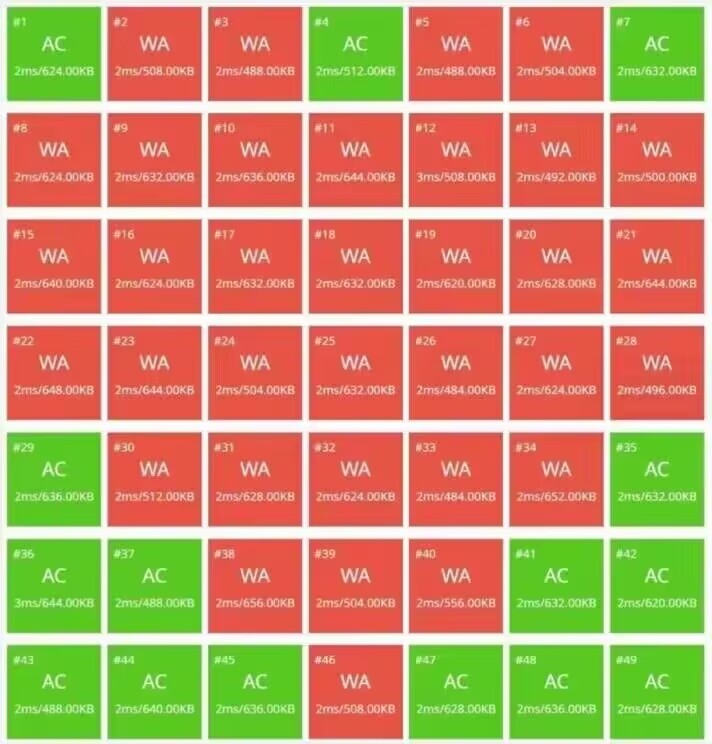 #1 #2 #3 #4 #5 #6 #7
AC WA WA AC WA WA AC
2ms/624.00KB 2ms/508.00KB 2ms/488.00KB 2ms/512.00KB 2ms/488.00KB 2ms/504.00KB 2ms/632.00KB
#8 #9 #10 #11 #12 #13 #14
WA WA WA WA WA WA WA
2ms/624.00KB 2ms/632.00KB 2ms/636.00KB 2ms/644.00KB 3ms/508.00KB 2ms/492.00KB 2ms/500.00KB
#15 #16 #17 #18 #19 #20 #21
WA WA WA WA WA WA WA
2ms/640.00KB 2ms/624.00KB 2ms/632.00KB 2ms/632.00KB 2ms/620.00KB 2ms/628.00KB 2ms/644.00KB
#22 #23 #24 #25 #26 #27 #28
WA WA WA WA WA WA WA
2ms/648.00KB 2ms/644.00KB 2ms/504.00KB 2ms/632.00KB 2ms/484.00KB 2ms/624.00KB 2ms/496.00KB
#29 #30 #31 #32 #33 #34 #35
AC WA WA WA WA WA AC
2ms/636.00KB 2ms/512.00KB 2ms/628.00KB 2ms/624.00KB 2ms/484.00KB 2ms/652.00KB 2ms/632.00KB
#36 #37 #38 #39 #40 #41 #42
AC AC WA WA WA AC AC
3ms/644.00KB 2ms/488.00KB 2ms/656.00KB 2ms/504.00KB 2ms/556.00KB 2ms/632.00KB 2ms/620.00KB
#43 #44 #45 #46 #47 #48 #49
AC AC AC WA AC AC AC
2ms/488.00KB 2ms/640.00KB 2ms/636.00KB 2ms/508.00KB 2ms/628.00KB 2ms/636.00KB 2ms/628.00KB